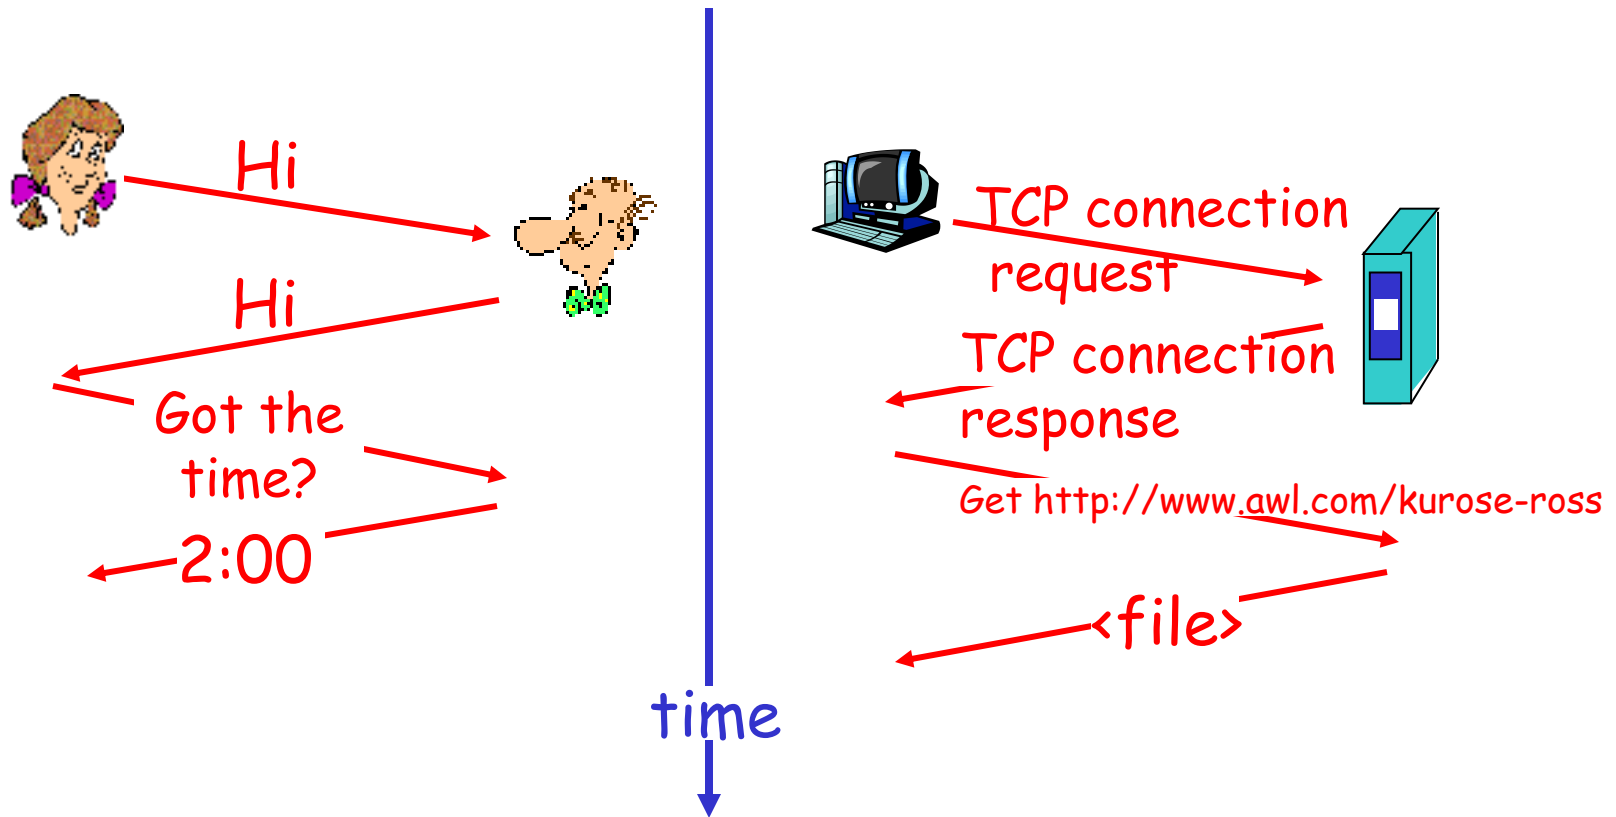 Hi
Hi
Got the
time?
2:00
TCP connection
request
TCP connection
response
Get http://www.awl.com/kurose-ross
<file>
time